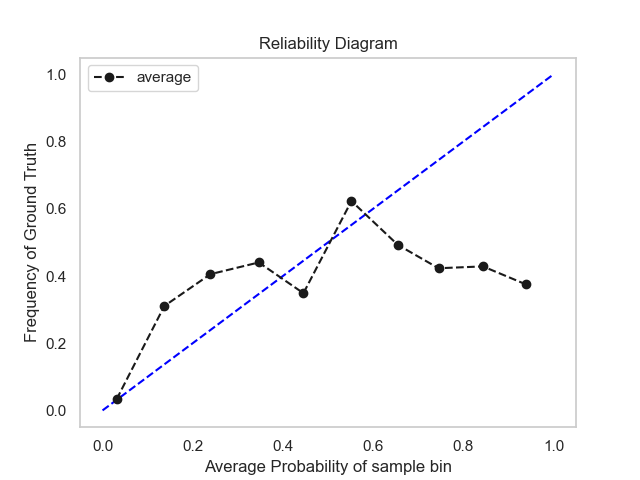 Reliability Diagram
average
Frequency of Ground Truth
1.0
0.8
0.6
0.4
0.2
0.0
0.0 0.2 0.4 0.6 0.8 1.0
Average Probability of sample bin